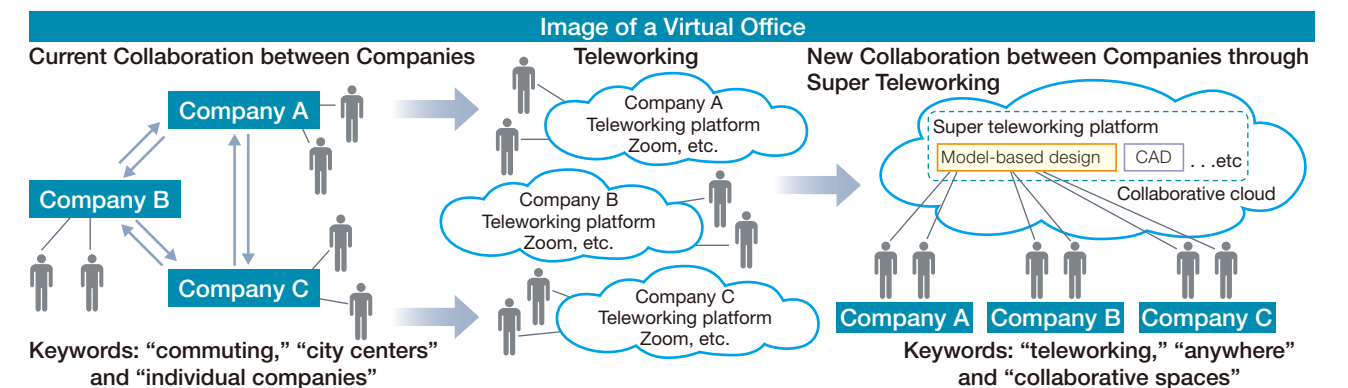 Image of a Virtual Office
Current Collaboration between Companies
Company A
Company B
Company C
Keywords: “commuting,” “city centers”
and “individual companies”
Teleworking
Company A
Teleworking platform
Zoom, etc.
Company B
Teleworking platform
Zoom, etc.
Company C
Teleworking platform
Zoom, etc.
New Collaboration between Companies through
Super Teleworking
Super teleworking platform
Model-based design
CAD
. . .etc
Collaborative cloud
Company A
Company B
Company C
Keywords: “teleworking,” “anywhere”
and “collaborative spaces”